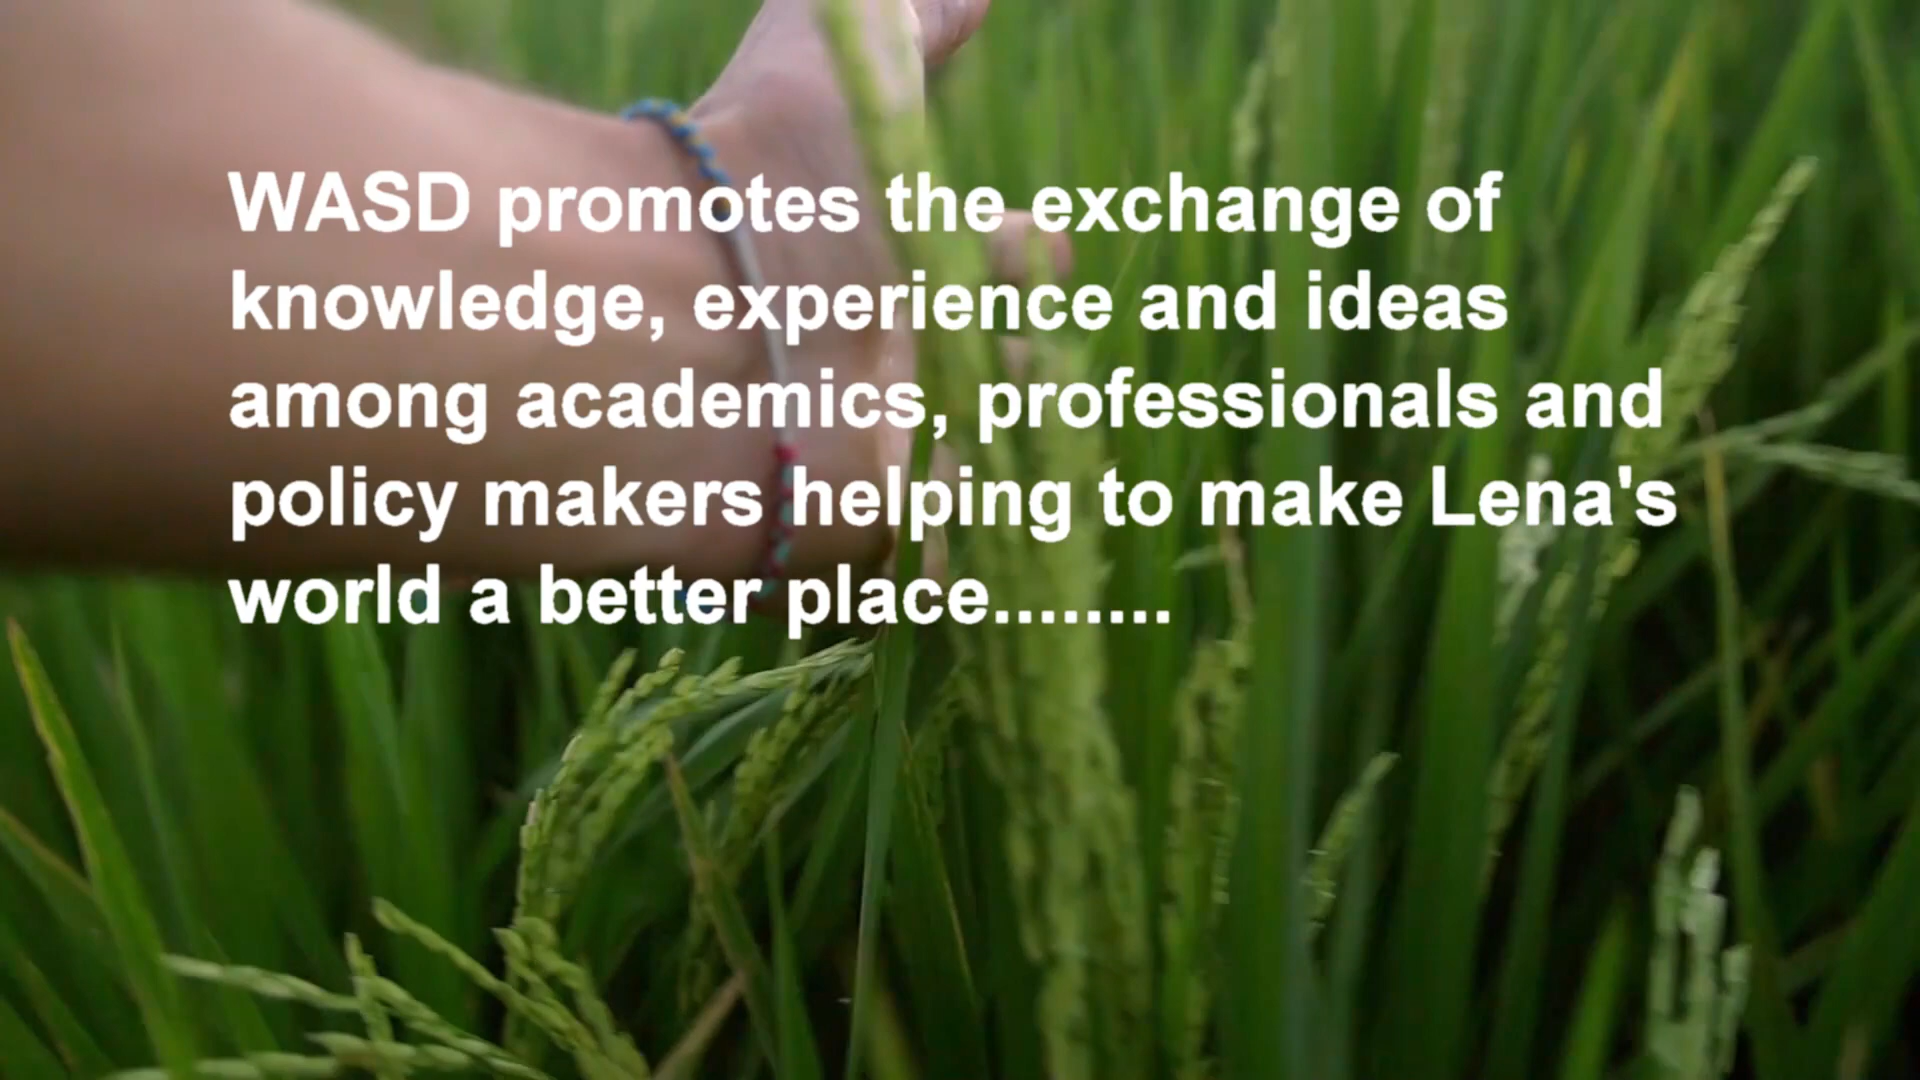 WASD promotes the exchange of
knowledge, experience and ideas
among academics, professionals and
policy makers helping to make Lena's
world a better place........